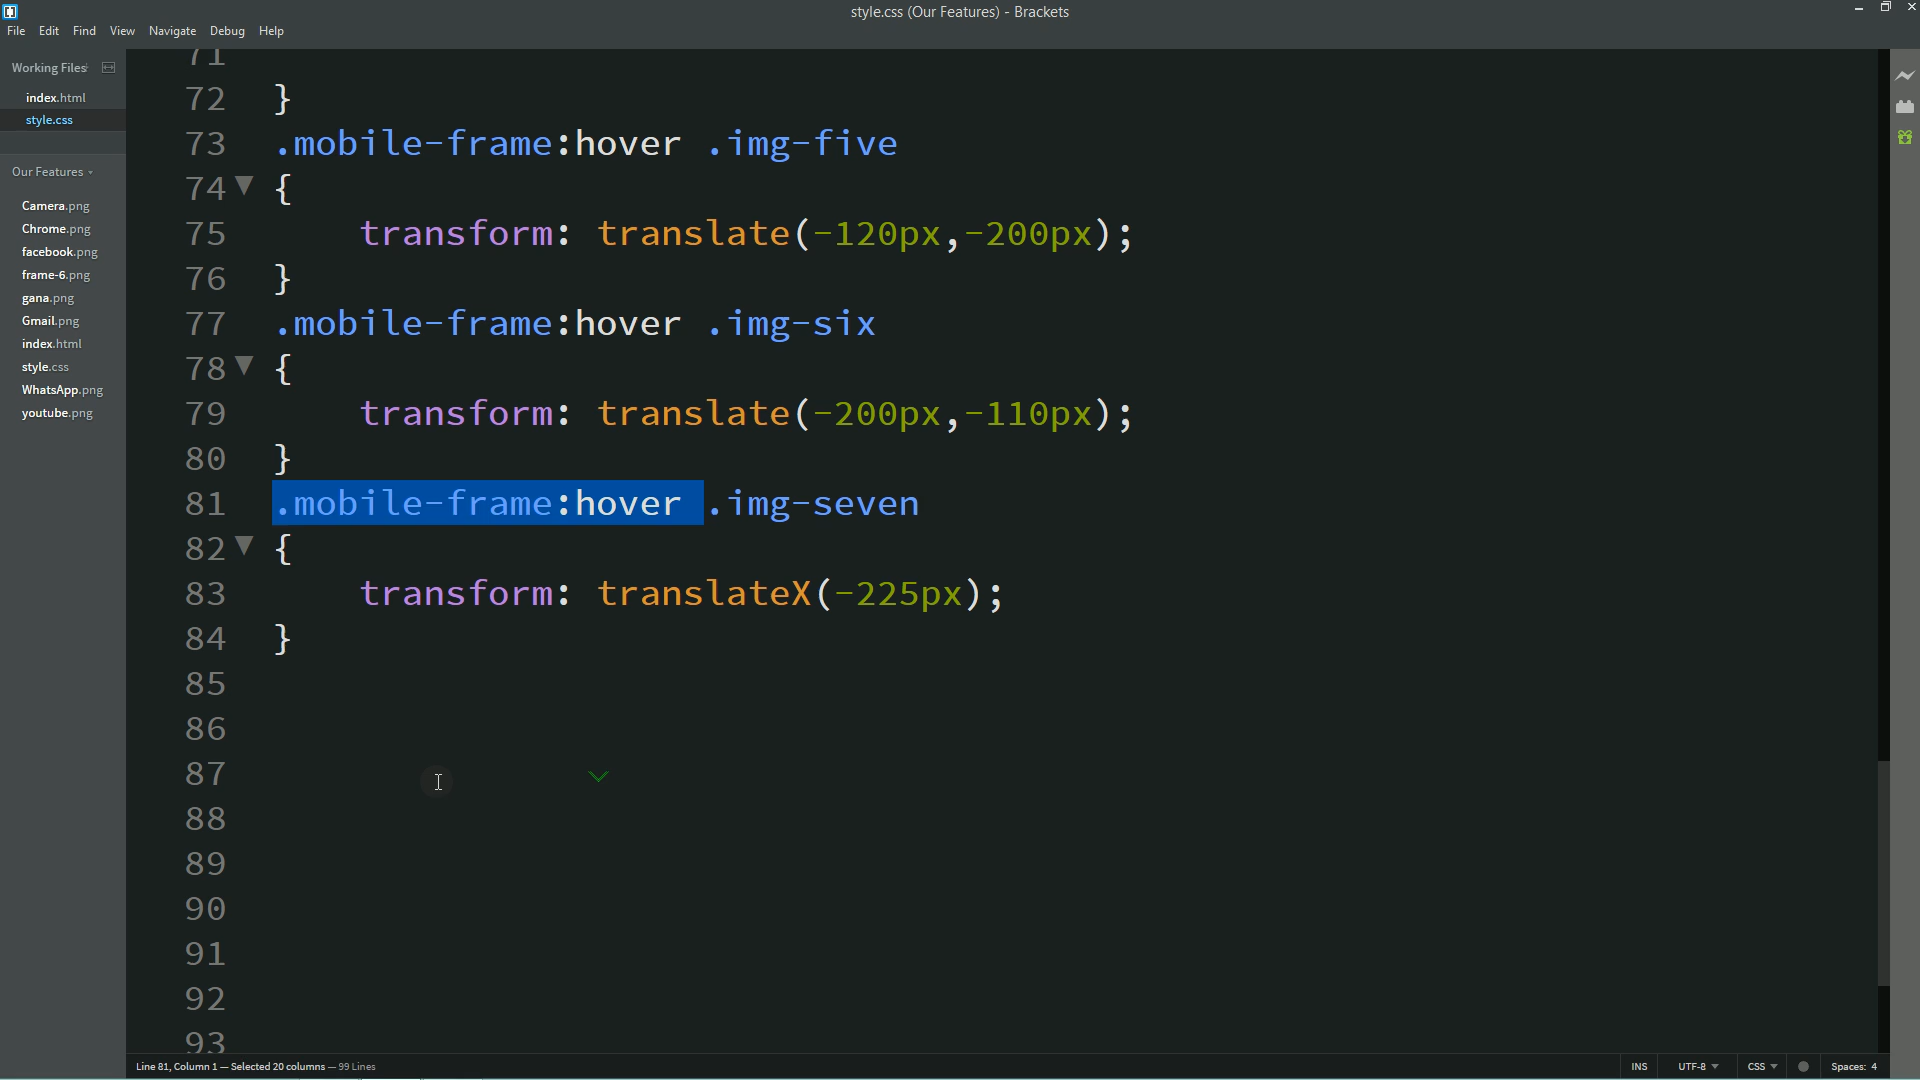 style.css (Our Features) - Brackets
File Edit Find View Navigate Debug Help
Working Files
index.html
style.css
Our Features
Camera.png
Chrome.png
facebook.png
frame-6.png
gana.png
Gmail.png
index.html
style.css
WhatsApp.png
youtube.png
71
72 }
73 .mobile-frame:hover .img-five
74 {
75 transform: translate(-120px,-200px);
76 }
77 .mobile-frame:hover .img-six
78 {
79 transform: translate(-200px,-110px);
80 }
81 .mobile-frame:hover .img-seven
82 {
83 transform: translateX(-225px);
84 }
85
86
87
88
89
90
91
92
93
Line 81, Column 1 — Selected 20 columns — 99 Lines
INS UTF-8 CSS Spaces: 4